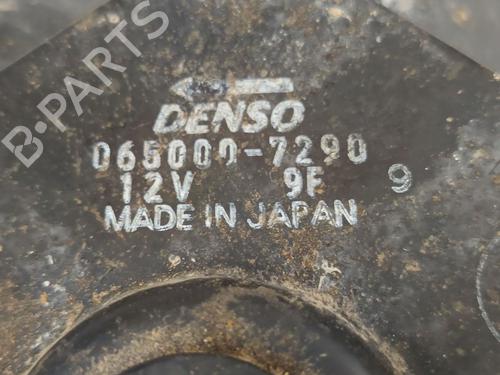 DENSO
065000-7290
12V 9F 9
MADE IN JAPAN
B-PARTS